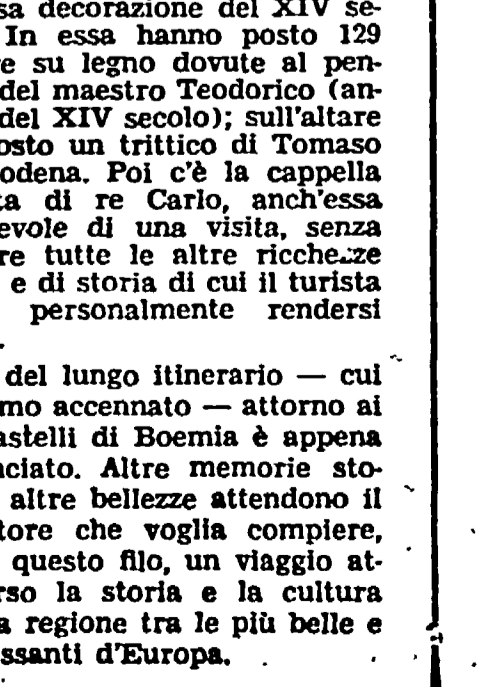 sa decorazione del XIV se-
In essa hanno posto 129
re su legno dovute al pen-
del maestro Teodorico (an-
del XIV secolo); sull'altare
osto un trittico di Tomaso
odena. Poi c'è la cappella
ta di re Carlo, anch'essa
evole di una visita, senza
re tutte le altre ricchezze
e di storia di cui il turista
personalmente rendersi
.
del lungo itinerario — cui
mo accennato — attorno ai
astelli di Boemia è appena
nciato. Altre memorie sto-
altre bellezze attendono il
tore che voglia compiere,
questo filo, un viaggio at-
rso la storia e la cultura
a regione tra le più belle e
ssanti d'Europa.